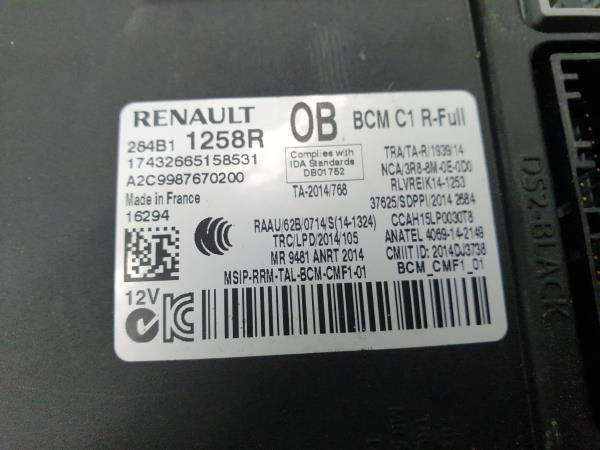 RENAULT OB BCM C1 R-Full
284B1 1258R
17432665158531
A2C9987670200
Made in France
16294
Complies with
IDA Standards
DB01752
TA-2014/768
TRA/TA-R/1939/14
NCA/3R8-8M-0E-0D0
RLVREIK14-1253
37625/SDPPI/2014 2684
RAAU/62B/0714/S(14-1324)
CCAH15LP0030T8
TRC/LPD/2014/105
ANATEL 4069-14-2149
MR 9481 ANRT 2014
CMIIT ID: 2014DJ3738
MSIP-RRM-TAL-BCM-CMF1-01
BCM_CMF1_01
12V
DS2-BLACK